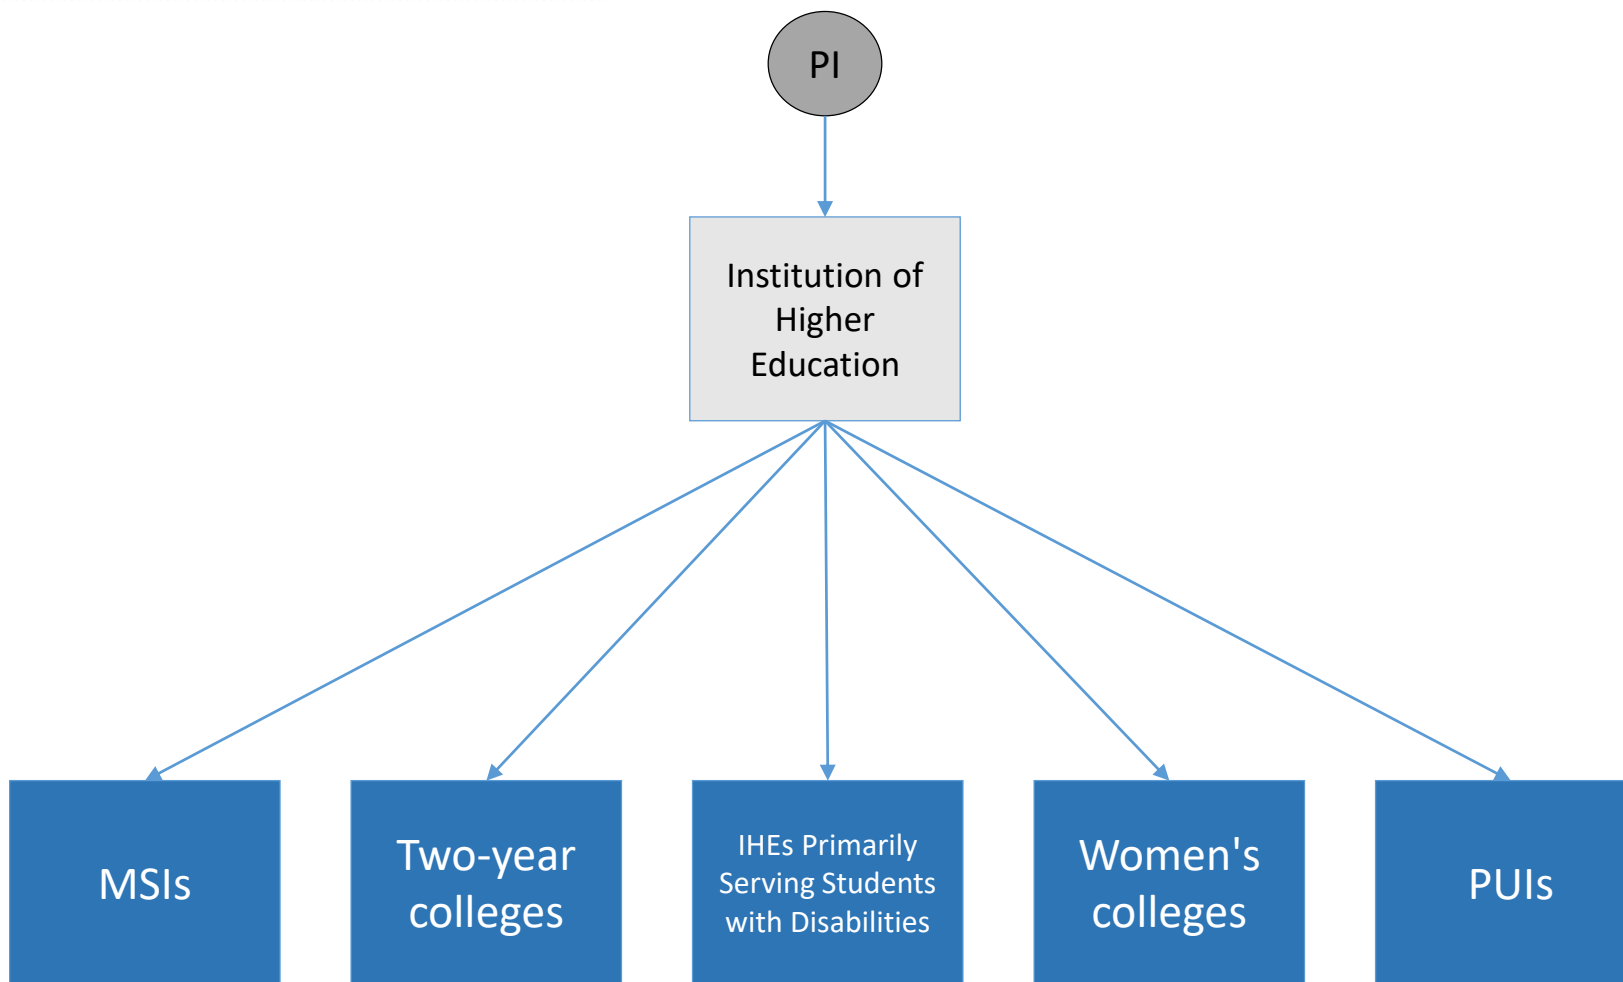 PI
Institution of
Higher
Education
MSIs
Two-year
colleges
IHEs Primarily
Serving Students
with Disabilities
Women's
colleges
PUIs